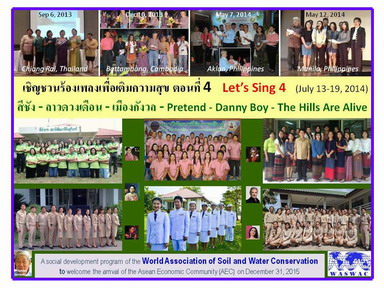 Sep 6, 2013
Dec 10, 2013
May 7, 2014
May 12, 2014
Chiang Rai, Thailand
Battambang, Cambodia
Aklan, Philippines
Manila, Philippines
เชิญชวนร้องเพลงเพื่อเติมความสุข ตอนที่ 4 Let's Sing 4 (July 13-19, 2014)
สีชัง - ลาวดวงเดือน - เมื่อกังวล - Pretend - Danny Boy - The Hills Are Alive
A social development program of the World Association of Soil and Water Conservation
to welcome the arrival of the Asean Economic Community (AEC) on December 31, 2015
WASWAC